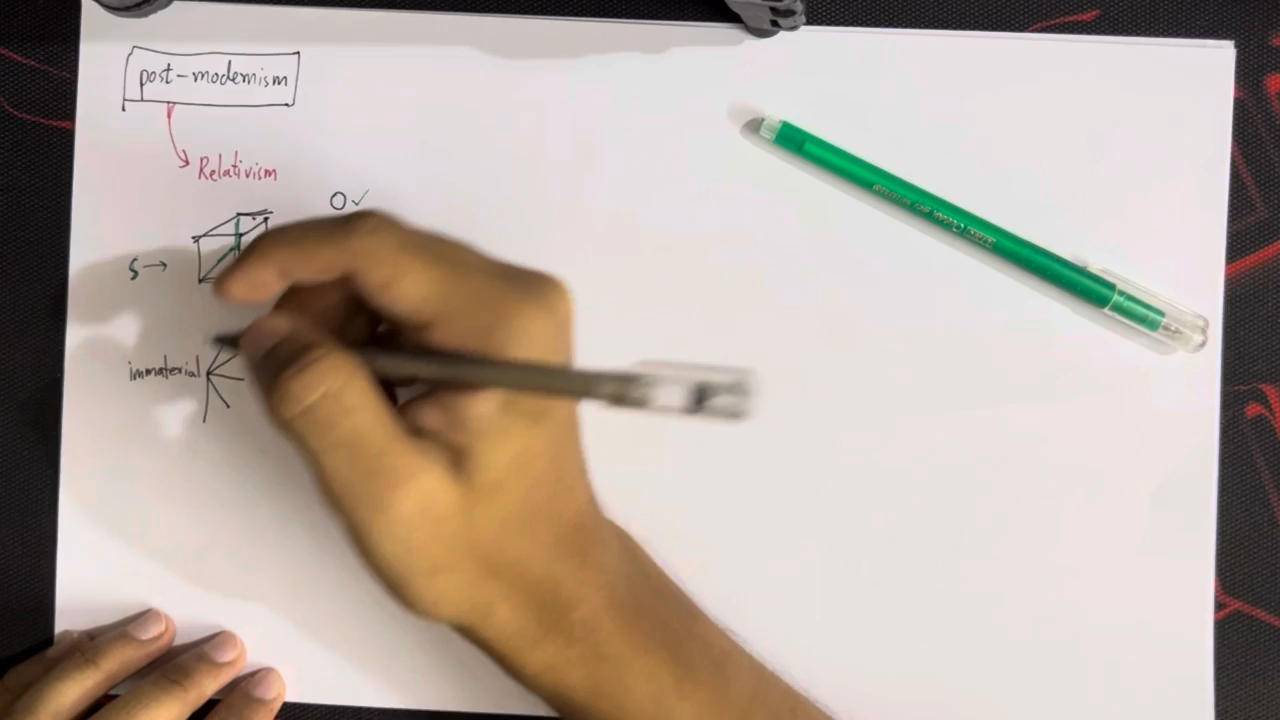 post-modernism
Relativism
O✓
S→
immaterial